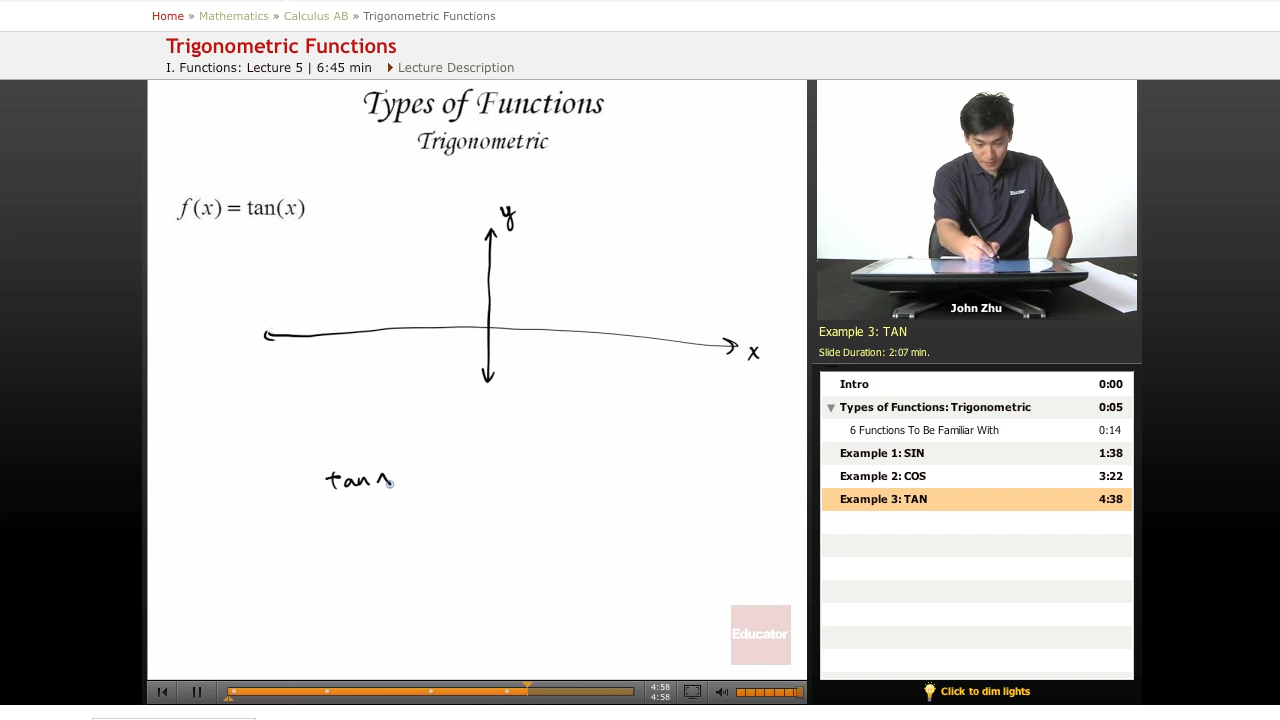 Home » Mathematics » Calculus AB » Trigonometric Functions
Trigonometric Functions
I. Functions: Lecture 5 | 6:45 min Lecture Description
Types of Functions
Trigonometric
f(x) = tan(x)
y
x
tan
Educator
Educator
John Zhu
Example 3: TAN
Slide Duration: 2:07 min.
Intro 0:00
Types of Functions: Trigonometric 0:05
6 Functions To Be Familiar With 0:14
Example 1: SIN 1:38
Example 2: COS 3:22
Example 3: TAN 4:38
4:58
4:58
Click to dim lights